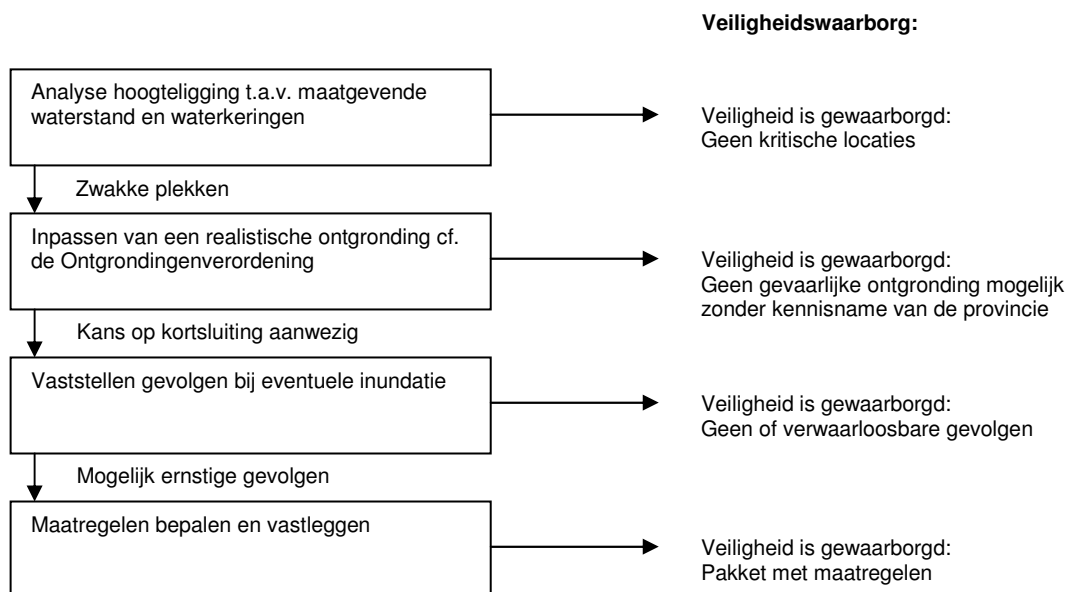 Veiligheidswaarborg:
Analyse hoogteligging t.a.v. maatgevende
waterstand en waterkeringen
Veiligheid is gewaarborgd:
Geen kritische locaties
Zwakke plekken
Inpassen van een realistische ontgronding cf.
de Ontgrondingenverordening
Veiligheid is gewaarborgd:
Geen gevaarlijke ontgronding mogelijk
zonder kennisname van de provincie
Kans op kortsluiting aanwezig
Vaststellen gevolgen bij eventuele inundatie
Veiligheid is gewaarborgd:
Geen of verwaarloosbare gevolgen
Mogelijk ernstige gevolgen
Maatregelen bepalen en vastleggen
Veiligheid is gewaarborgd:
Pakket met maatregelen